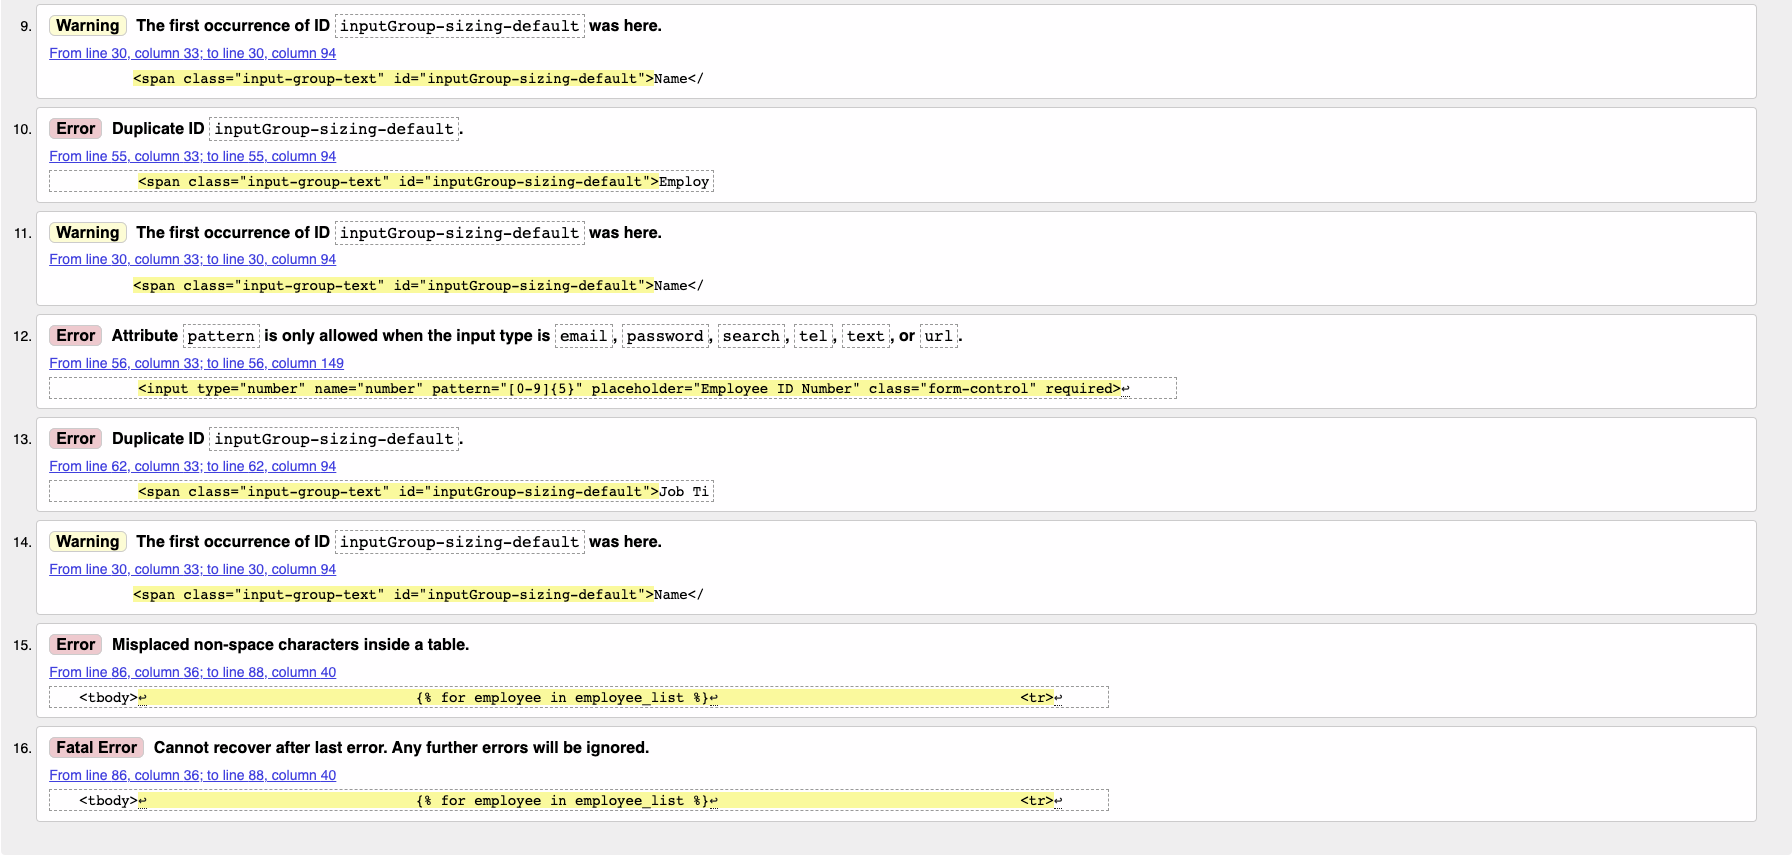 9. Warning The first occurrence of ID inputGroup-sizing-default was here.
From line 30, column 33; to line 30, column 94
<span class="input-group-text" id="inputGroup-sizing-default">Name</
10. Error Duplicate ID inputGroup-sizing-default.
From line 55, column 33; to line 55, column 94
<span class="input-group-text" id="inputGroup-sizing-default">Employ
11. Warning The first occurrence of ID inputGroup-sizing-default was here.
From line 30, column 33; to line 30, column 94
<span class="input-group-text" id="inputGroup-sizing-default">Name</
12. Error Attribute pattern is only allowed when the input type is email, password, search, tel, text, or url.
From line 56, column 33; to line 56, column 149
<input type="number" name="number" pattern="[0-9]{5}" placeholder="Employee ID Number" class="form-control" required>↩
13. Error Duplicate ID inputGroup-sizing-default.
From line 62, column 33; to line 62, column 94
<span class="input-group-text" id="inputGroup-sizing-default">Job Ti
14. Warning The first occurrence of ID inputGroup-sizing-default was here.
From line 30, column 33; to line 30, column 94
<span class="input-group-text" id="inputGroup-sizing-default">Name</
15. Error Misplaced non-space characters inside a table.
From line 86, column 36; to line 88, column 40
<tbody>↩ {% for employee in employee_list %}↩ <tr>↩
16. Fatal Error Cannot recover after last error. Any further errors will be ignored.
From line 86, column 36; to line 88, column 40
<tbody>↩ {% for employee in employee_list %}↩ <tr>↩